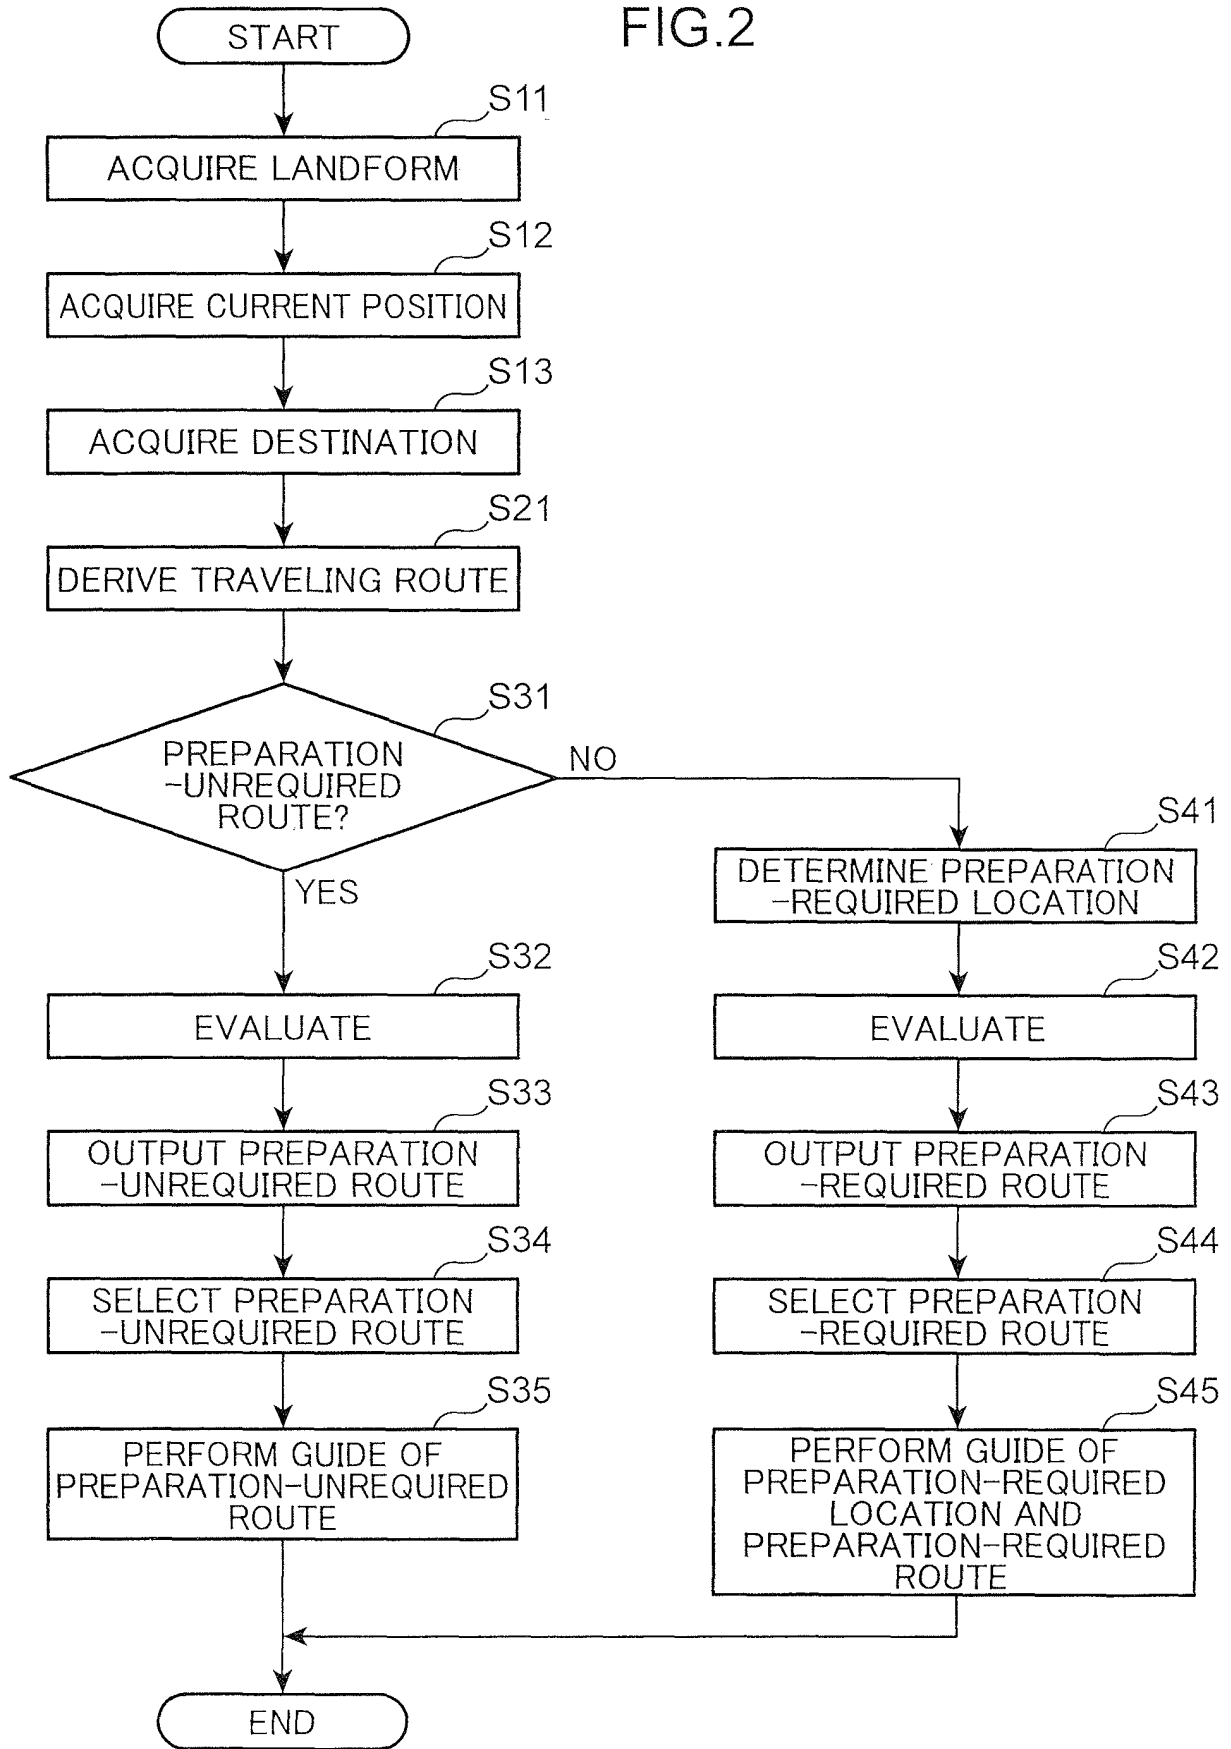 FIG.2
START
S11
ACQUIRE LANDFORM
S12
ACQUIRE CURRENT POSITION
S13
ACQUIRE DESTINATION
S21
DERIVE TRAVELING ROUTE
S31
PREPARATION
-UNREQUIRED
ROUTE?
NO
YES
S32
EVALUATE
S33
OUTPUT PREPARATION
-UNREQUIRED ROUTE
S34
SELECT PREPARATION
-UNREQUIRED ROUTE
S35
PERFORM GUIDE OF
PREPARATION-UNREQUIRED
ROUTE
S41
DETERMINE PREPARATION
-REQUIRED LOCATION
S42
EVALUATE
S43
OUTPUT PREPARATION
-REQUIRED ROUTE
S44
SELECT PREPARATION
-REQUIRED ROUTE
S45
PERFORM GUIDE OF
PREPARATION-REQUIRED
LOCATION AND
PREPARATION-REQUIRED
ROUTE
END